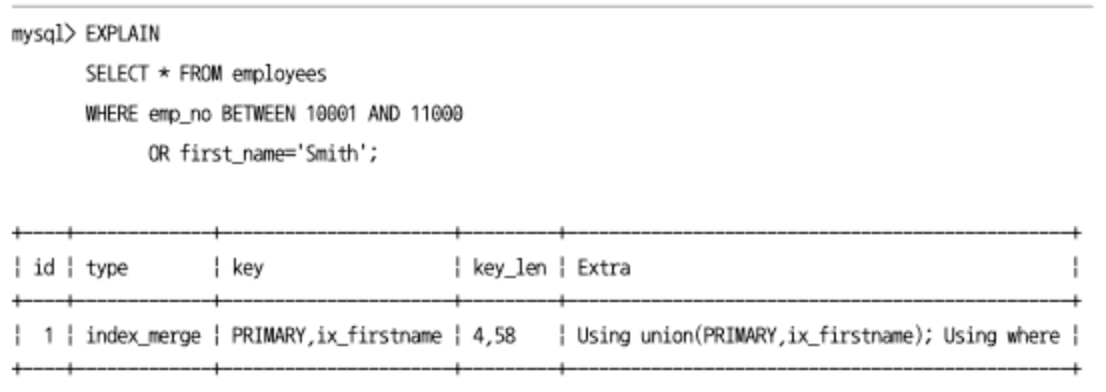 mysql> EXPLAIN
SELECT * FROM employees
WHERE emp_no BETWEEN 10001 AND 11000
OR first_name='Smith';
+----+-------------+----------------------+---------+------------------------------------------------+
| id | type | key | key_len | Extra |
+----+-------------+----------------------+---------+------------------------------------------------+
| 1 | index_merge | PRIMARY,ix_firstname | 4,58 | Using union(PRIMARY,ix_firstname); Using where |
+----+-------------+----------------------+---------+------------------------------------------------+